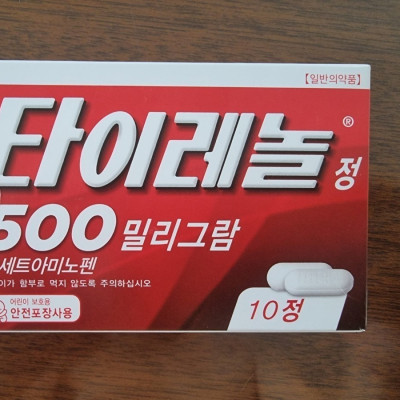 【일반의약품】
타이레놀® 정
500 밀리그람
세트아미노펜
이가 함부로 먹지 않도록 주의하십시오
어린이 보호용
안전포장사용
10정